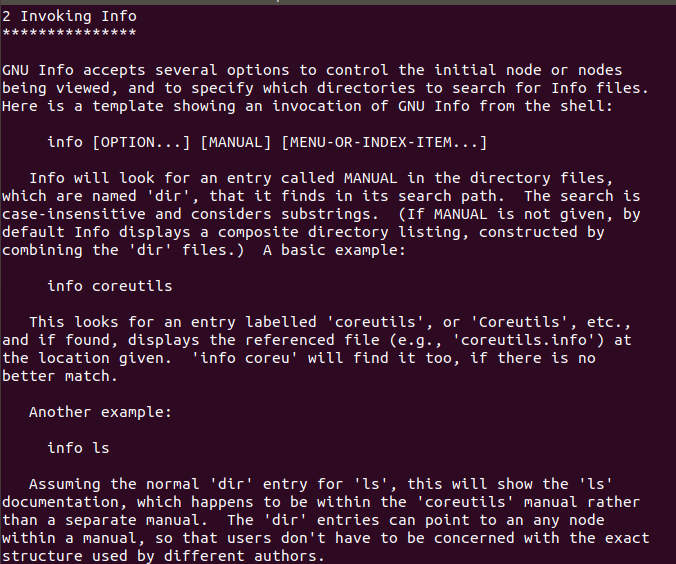 2 Invoking Info
***************
GNU Info accepts several options to control the initial node or nodes
being viewed, and to specify which directories to search for Info files.
Here is a template showing an invocation of GNU Info from the shell:
info [OPTION...] [MANUAL] [MENU-OR-INDEX-ITEM...]
Info will look for an entry called MANUAL in the directory files,
which are named 'dir', that it finds in its search path.  The search is
case-insensitive and considers substrings.  (If MANUAL is not given, by
default Info displays a composite directory listing, constructed by
combining the 'dir' files.)  A basic example:
info coreutils
This looks for an entry labelled 'coreutils', or 'Coreutils', etc.,
and if found, displays the referenced file (e.g., 'coreutils.info') at
the location given.  'info coreu' will find it too, if there is no
better match.
Another example:
info ls
Assuming the normal 'dir' entry for 'ls', this will show the 'ls'
documentation, which happens to be within the 'coreutils' manual rather
than a separate manual.  The 'dir' entries can point to an any node
within a manual, so that users don't have to be concerned with the exact
structure used by different authors.